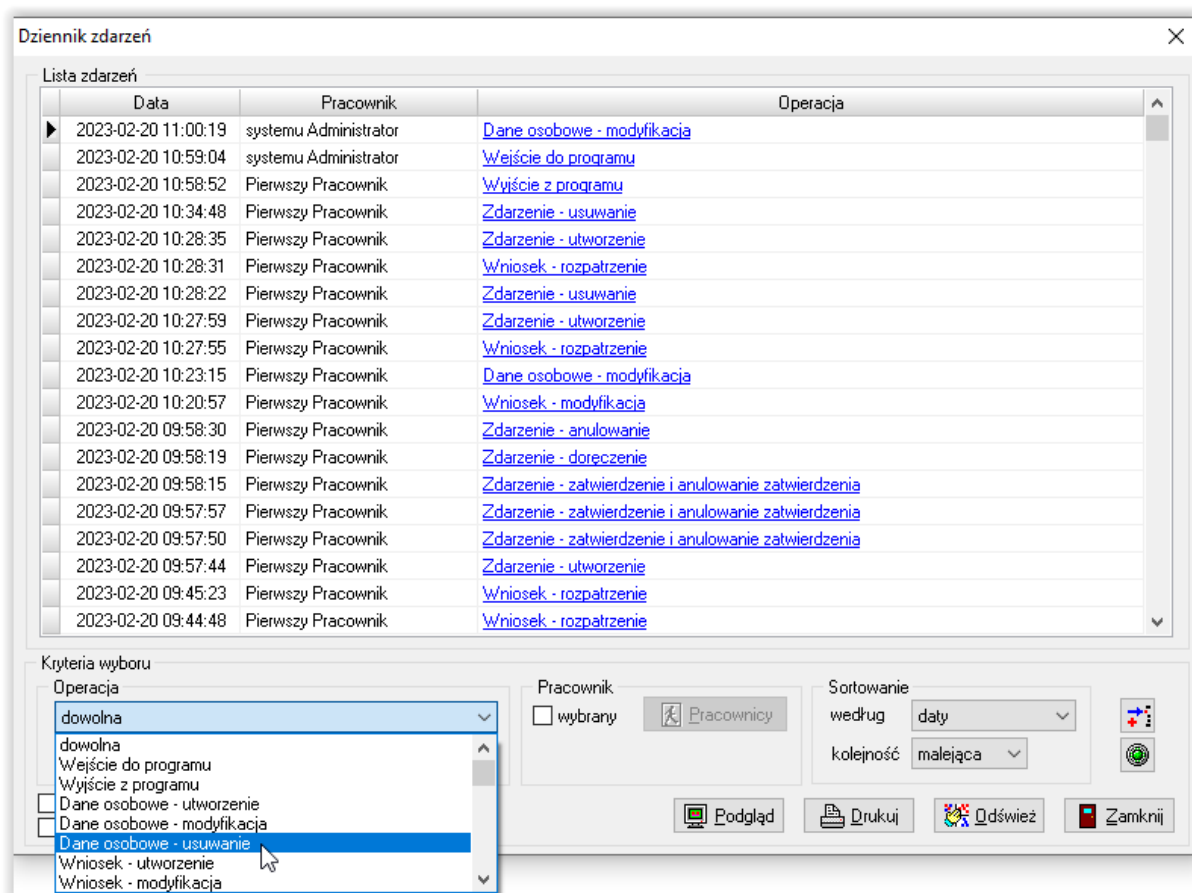 Dziennik zdarzeń
Lista zdarzeń
Data Pracownik Operacja
2023-02-20 11:00:19 systemu Administrator Dane osobowe - modyfikacja
2023-02-20 10:59:04 systemu Administrator Wejście do programu
2023-02-20 10:58:52 Pierwszy Pracownik Wyjście z programu
2023-02-20 10:34:48 Pierwszy Pracownik Zdarzenie - usuwanie
2023-02-20 10:28:35 Pierwszy Pracownik Zdarzenie - utworzenie
2023-02-20 10:28:31 Pierwszy Pracownik Wniosek - rozpatrzenie
2023-02-20 10:28:22 Pierwszy Pracownik Zdarzenie - usuwanie
2023-02-20 10:27:59 Pierwszy Pracownik Zdarzenie - utworzenie
2023-02-20 10:27:55 Pierwszy Pracownik Wniosek - rozpatrzenie
2023-02-20 10:23:15 Pierwszy Pracownik Dane osobowe - modyfikacja
2023-02-20 10:20:57 Pierwszy Pracownik Wniosek - modyfikacja
2023-02-20 09:58:30 Pierwszy Pracownik Zdarzenie - anulowanie
2023-02-20 09:58:19 Pierwszy Pracownik Zdarzenie - doręczenie
2023-02-20 09:58:15 Pierwszy Pracownik Zdarzenie - zatwierdzenie i anulowanie zatwierdzenia
2023-02-20 09:57:57 Pierwszy Pracownik Zdarzenie - zatwierdzenie i anulowanie zatwierdzenia
2023-02-20 09:57:50 Pierwszy Pracownik Zdarzenie - zatwierdzenie i anulowanie zatwierdzenia
2023-02-20 09:57:44 Pierwszy Pracownik Zdarzenie - utworzenie
2023-02-20 09:45:23 Pierwszy Pracownik Wniosek - rozpatrzenie
2023-02-20 09:44:48 Pierwszy Pracownik Wniosek - rozpatrzenie
Kryteria wyboru
Operacja Pracownik Sortowanie
dowolna wybrany Pracownicy według daty
dowolna
Wejście do programu kolejność malejąca
Wyjście z programu
Dane osobowe - utworzenie
Dane osobowe - modyfikacja Podgląd Drukuj Odśwież Zamknij
Dane osobowe - usuwanie
Wniosek - utworzenie
Wniosek - modyfikacja